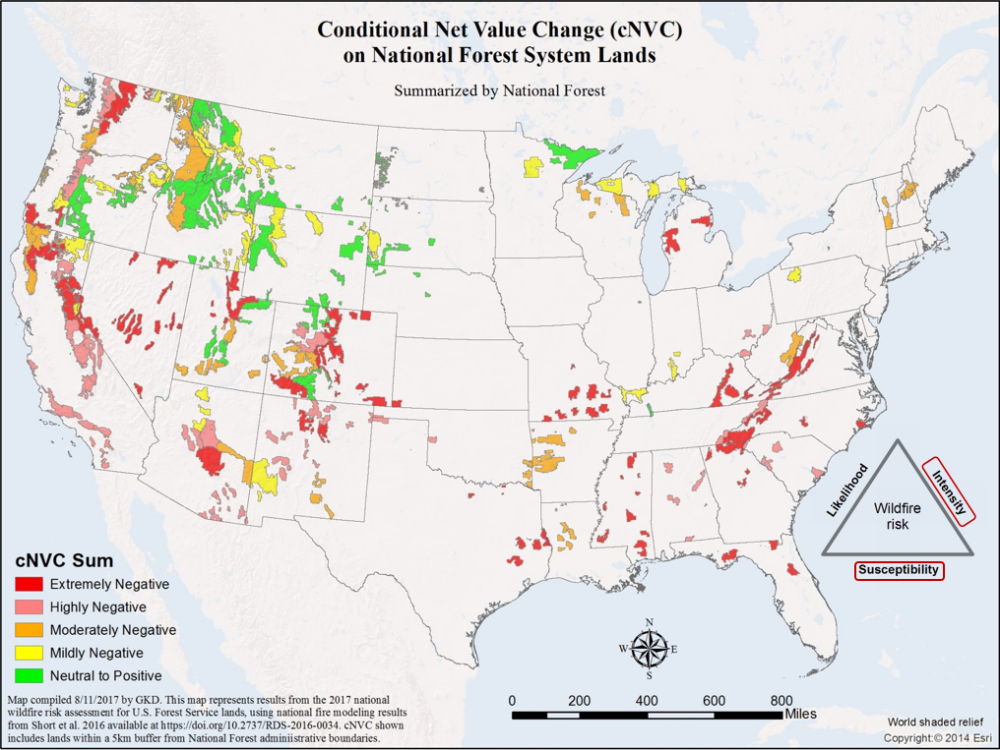 Conditional Net Value Change (cNVC)
on National Forest System Lands
Summarized by National Forest
Likelihood
Intensity
Wildfire
risk
Susceptibility
cNVC Sum
Extremely Negative
Highly Negative
Moderately Negative
Mildly Negative
Neutral to Positive
N
W
E
S
Map compiled 8/11/2017 by GKD. This map represents results from the 2017 national
wildfire risk assessment for U.S. Forest Service lands, using national fire modeling results
from Short et al. 2016 available at https://doi.org/10.2737/RDS-2016-0034. cNVC shown
includes lands within a 5km buffer from National Forest administrative boundaries.
0 200 400 600 800
Miles
World shaded relief
Copyright:© 2014 Esri